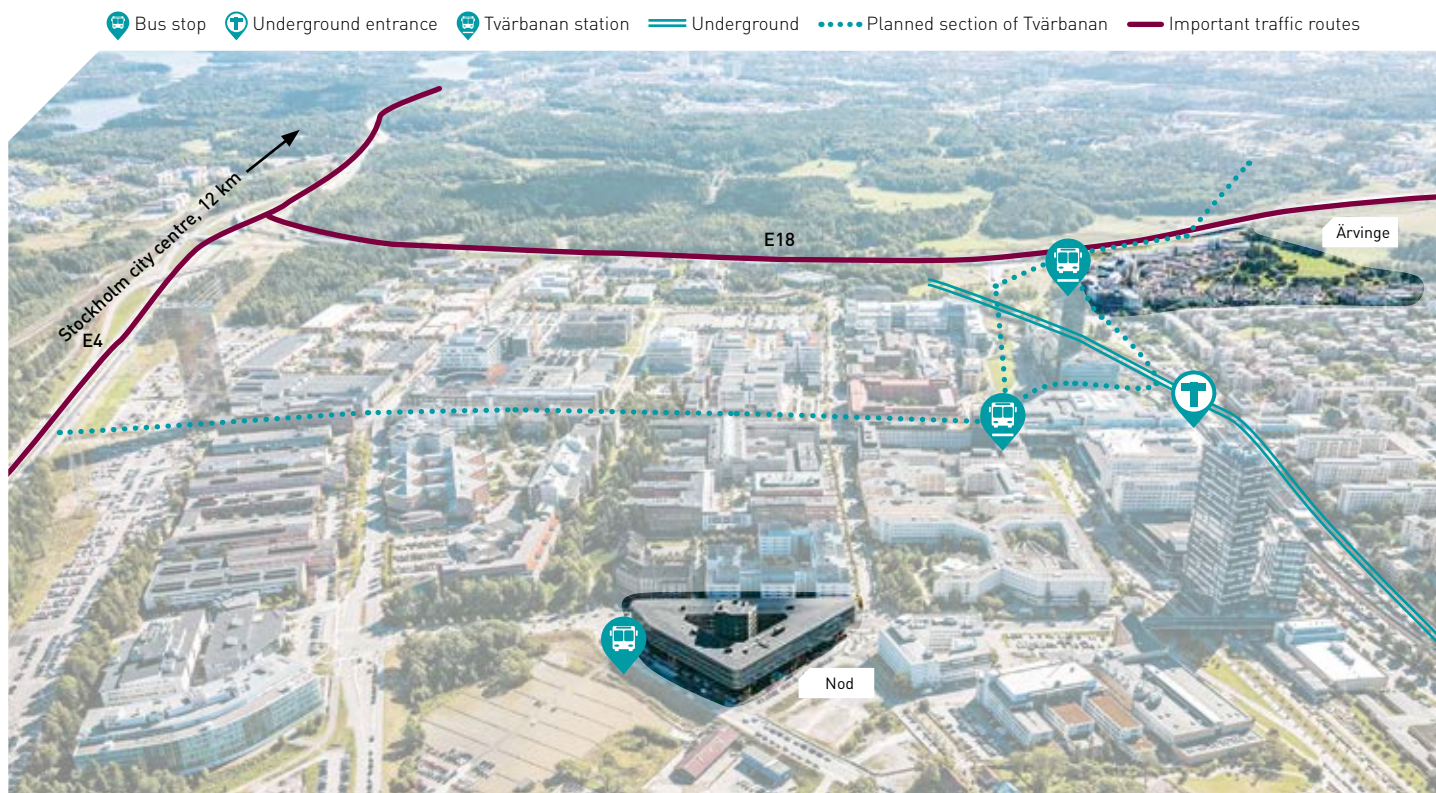 Bus stop Underground entrance Tvärbanan station Underground Planned section of Tvärbanan Important traffic routes
Stockholm city centre, 12 km
E4
E18
Ärvinge
Nod